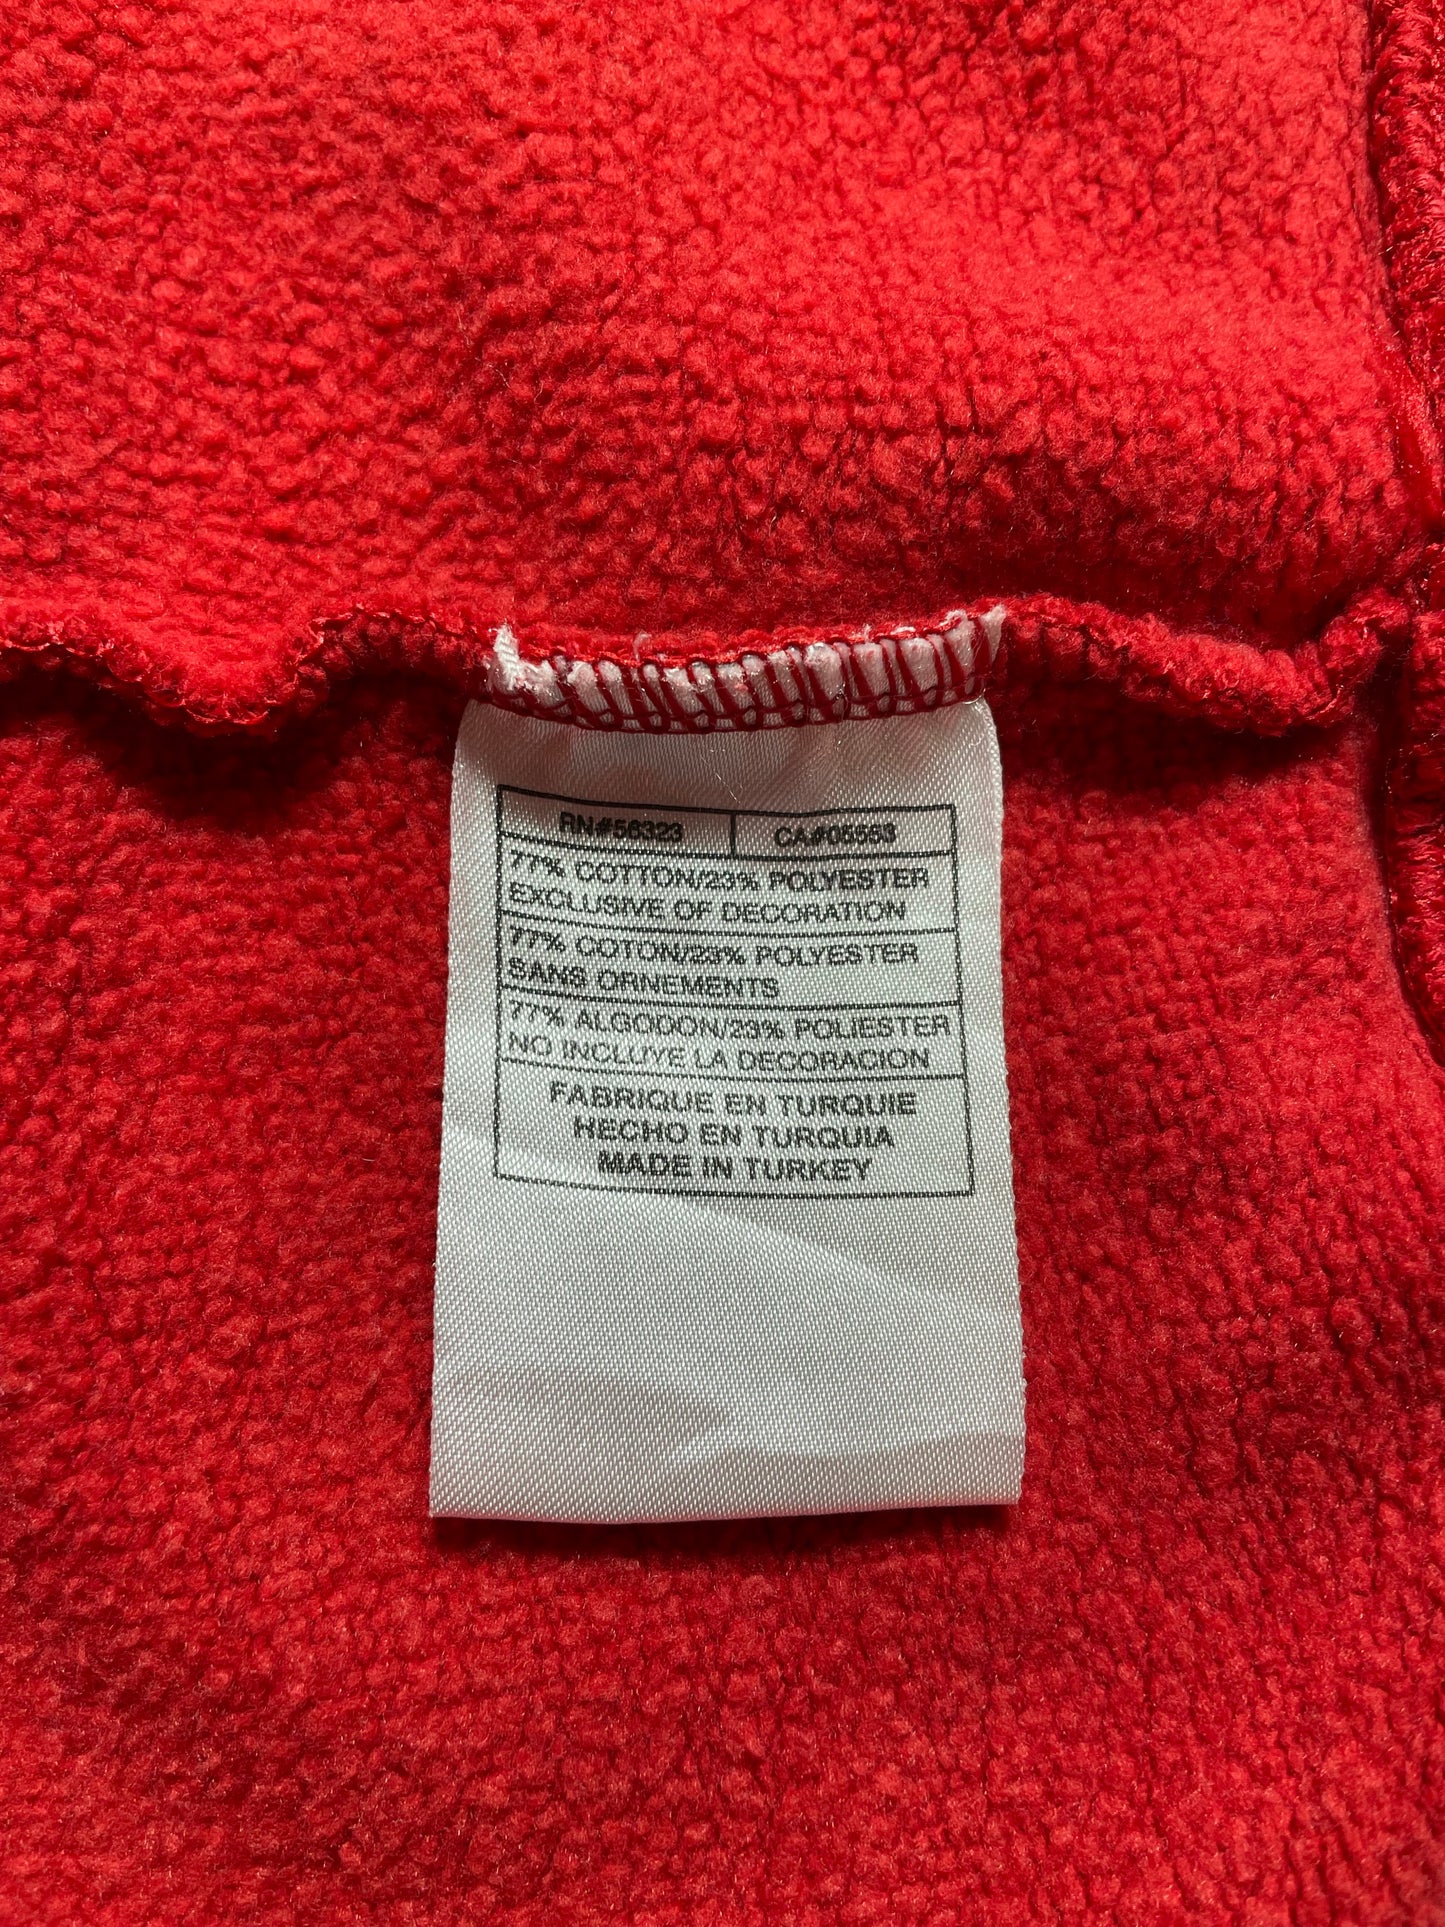 RN#56323 CA#05553
77% COTTON/23% POLYESTER
EXCLUSIVE OF DECORATION
77% COTON/23% POLYESTER
SANS ORNEMENTS
77% ALGODON/23% POLIESTER
NO INCLUYE LA DECORACION
FABRIQUE EN TURQUIE
HECHO EN TURQUIA
MADE IN TURKEY